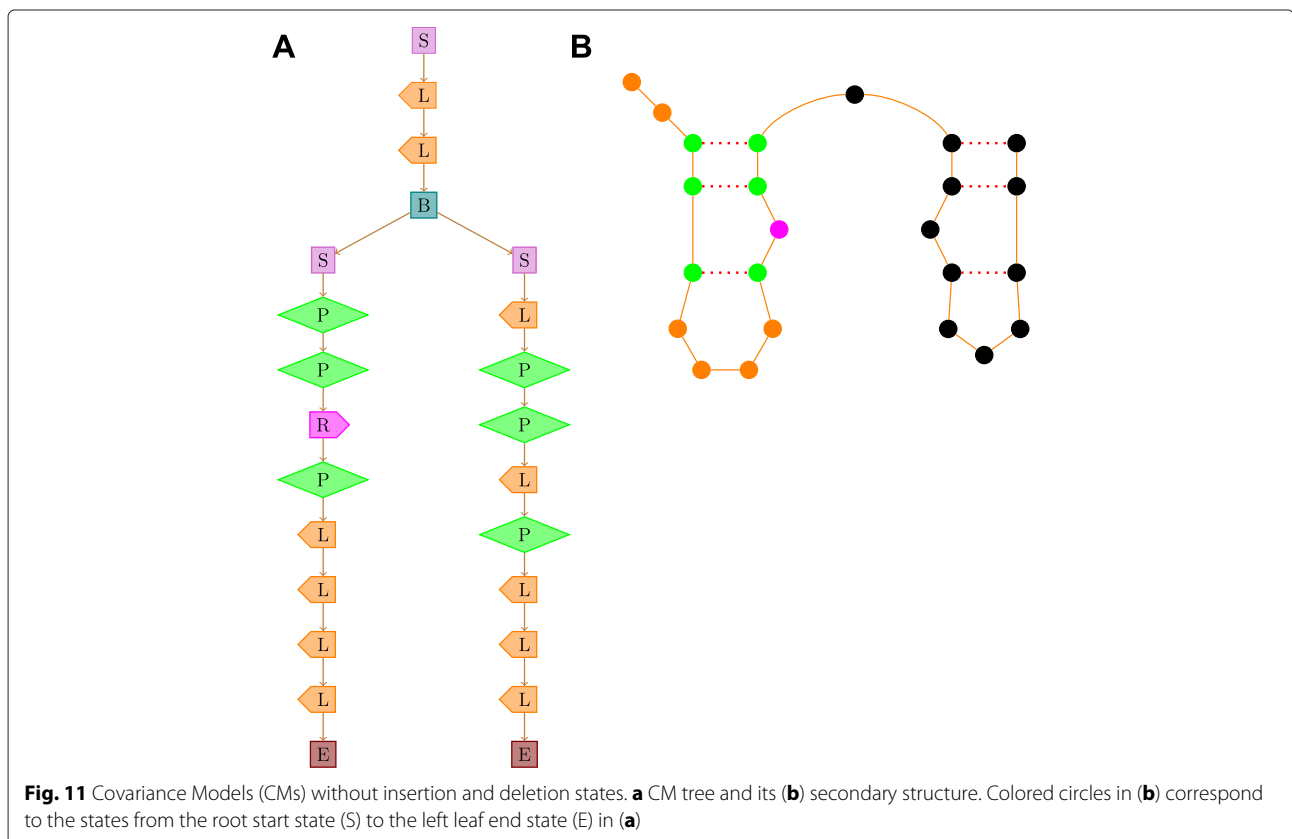 A
B
S
L
L
B
S
S
P
L
P
P
R
P
P
L
L
P
L
L
L
L
L
L
E
E
Fig. 11 Covariance Models (CMs) without insertion and deletion states. a CM tree and its (b) secondary structure. Colored circles in (b) correspond
to the states from the root start state (S) to the left leaf end state (E) in (a)